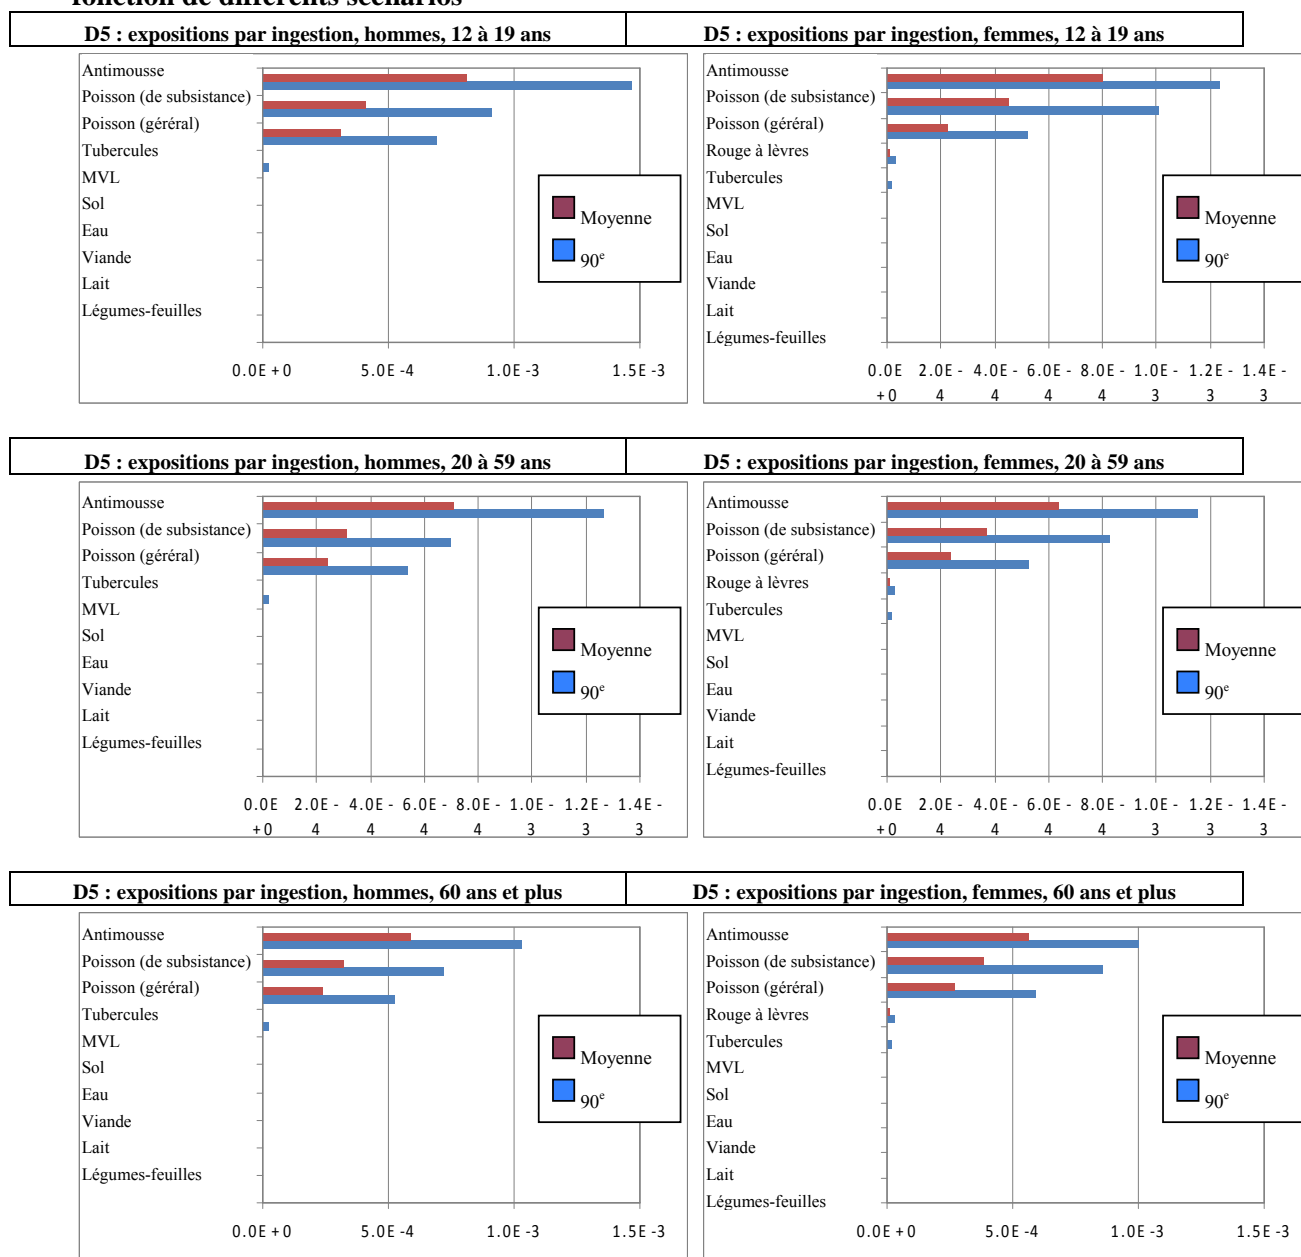 fonction de différents scénarios
D5 : expositions par ingestion, hommes, 12 à 19 ans
D5 : expositions par ingestion, femmes, 12 à 19 ans
Antimousse
Poisson (de subsistance)
Poisson (géréral)
Tubercules
MVL
Sol
Eau
Viande
Lait
Légumes-feuilles
Moyenne
90e
0.0E+0 5.0E-4 1.0E-3 1.5E-3
Antimousse
Poisson (de subsistance)
Poisson (géréral)
Rouge à lèvres
Tubercules
MVL
Sol
Eau
Viande
Lait
Légumes-feuilles
Moyenne
90e
0.0E 2.0E- 4.0E- 6.0E- 8.0E- 1.0E- 1.2E- 1.4E-
+0 4 4 4 4 3 3 3
D5 : expositions par ingestion, hommes, 20 à 59 ans
D5 : expositions par ingestion, femmes, 20 à 59 ans
Antimousse
Poisson (de subsistance)
Poisson (géréral)
Tubercules
MVL
Sol
Eau
Viande
Lait
Légumes-feuilles
Moyenne
90e
0.0E 2.0E- 4.0E- 6.0E- 8.0E- 1.0E- 1.2E- 1.4E-
+0 4 4 4 4 3 3 3
Antimousse
Poisson (de subsistance)
Poisson (géréral)
Rouge à lèvres
Tubercules
MVL
Sol
Eau
Viande
Lait
Légumes-feuilles
Moyenne
90e
0.0E 2.0E- 4.0E- 6.0E- 8.0E- 1.0E- 1.2E- 1.4E-
+0 4 4 4 4 3 3 3
D5 : expositions par ingestion, hommes, 60 ans et plus
D5 : expositions par ingestion, femmes, 60 ans et plus
Antimousse
Poisson (de subsistance)
Poisson (géréral)
Tubercules
MVL
Sol
Eau
Viande
Lait
Légumes-feuilles
Moyenne
90e
0.0E+0 5.0E-4 1.0E-3 1.5E-3
Antimousse
Poisson (de subsistance)
Poisson (géréral)
Rouge à lèvres
Tubercules
MVL
Sol
Eau
Viande
Lait
Légumes-feuilles
Moyenne
90e
0.0E+0 5.0E-4 1.0E-3 1.5E-3